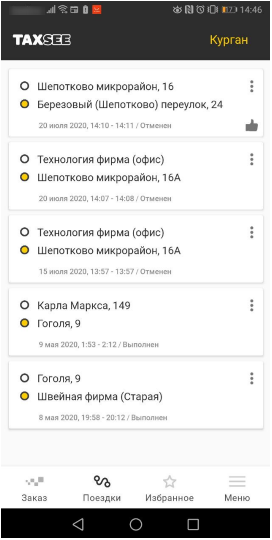 14:46
TAXSEE
Курган
Шепотково микрорайон, 16
Березовый (Шепотково) переулок, 24
20 июля 2020, 14:10 - 14:11 / Отменен
Технология фирма (офис)
Шепотково микрорайон, 16А
20 июля 2020, 14:07 - 14:08 / Отменен
Технология фирма (офис)
Шепотково микрорайон, 16А
15 июля 2020, 13:57 - 13:57 / Отменен
Карла Маркса, 149
Гоголя, 9
9 мая 2020, 1:53 - 2:12 / Выполнен
Гоголя, 9
Швейная фирма (Старая)
8 мая 2020, 19:58 - 20:12 / Выполнен
Заказ Поездки Избранное Меню